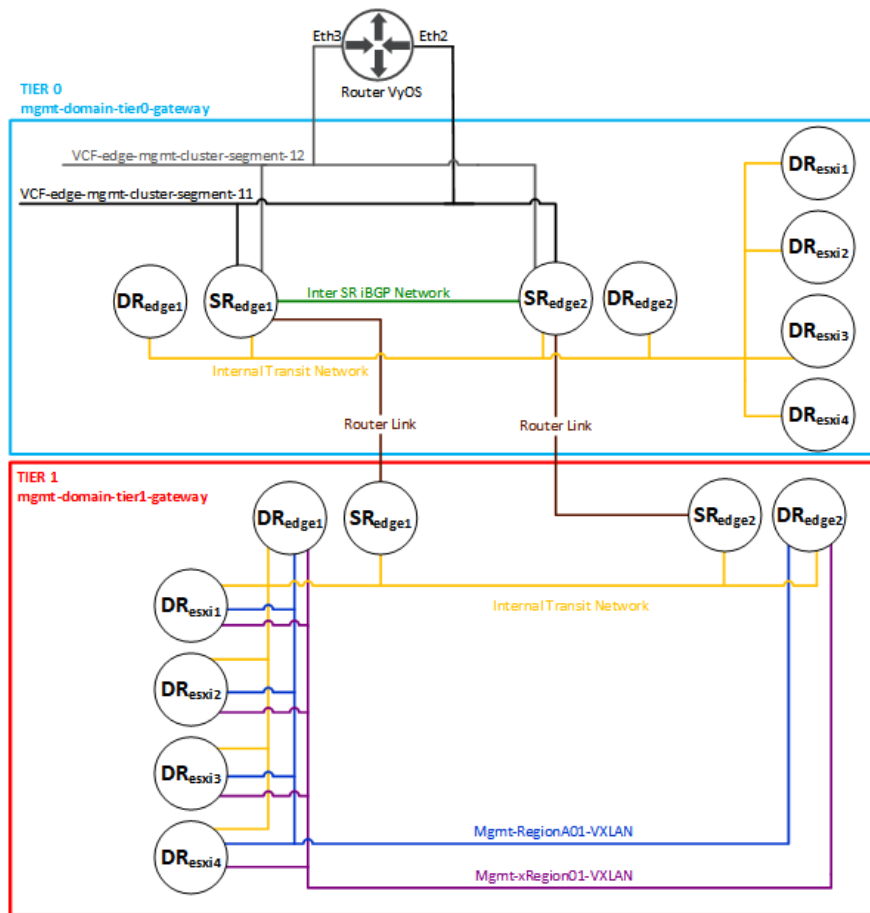 Eth3
Eth2
Router VyOS
TIER 0
mgmt-domain-tier0-gateway
VCF-edge-mgmt-cluster-segment-12
VCF-edge-mgmt-cluster-segment-11
DResxi1
DResxi2
DRedge1
SRedge1
Inter SR iBGP Network
SRedge2
DRedge2
DResxi3
Internal Transit Network
DResxi4
Router Link
Router Link
TIER 1
mgmt-domain-tier1-gateway
DRedge1
SRedge1
SRedge2
DRedge2
DResxi1
Internal Transit Network
DResxi2
DResxi3
Mgmt-RegionA01-VXLAN
DResxi4
Mgmt-xRegion01-VXLAN